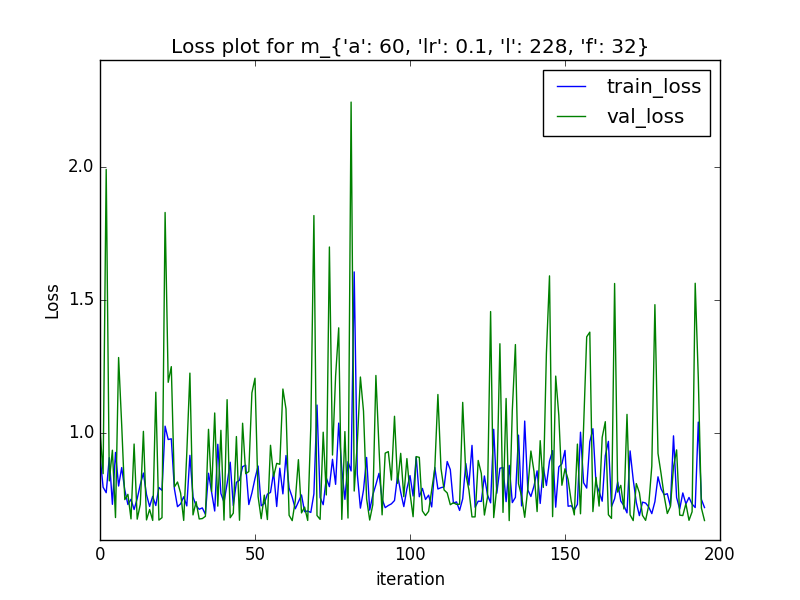 Loss plot for m_{'a': 60, 'lr': 0.1, 'l': 228, 'f': 32}
train_loss
val_loss
2.0
1.5
1.0
Loss
0
50
100
150
200
iteration